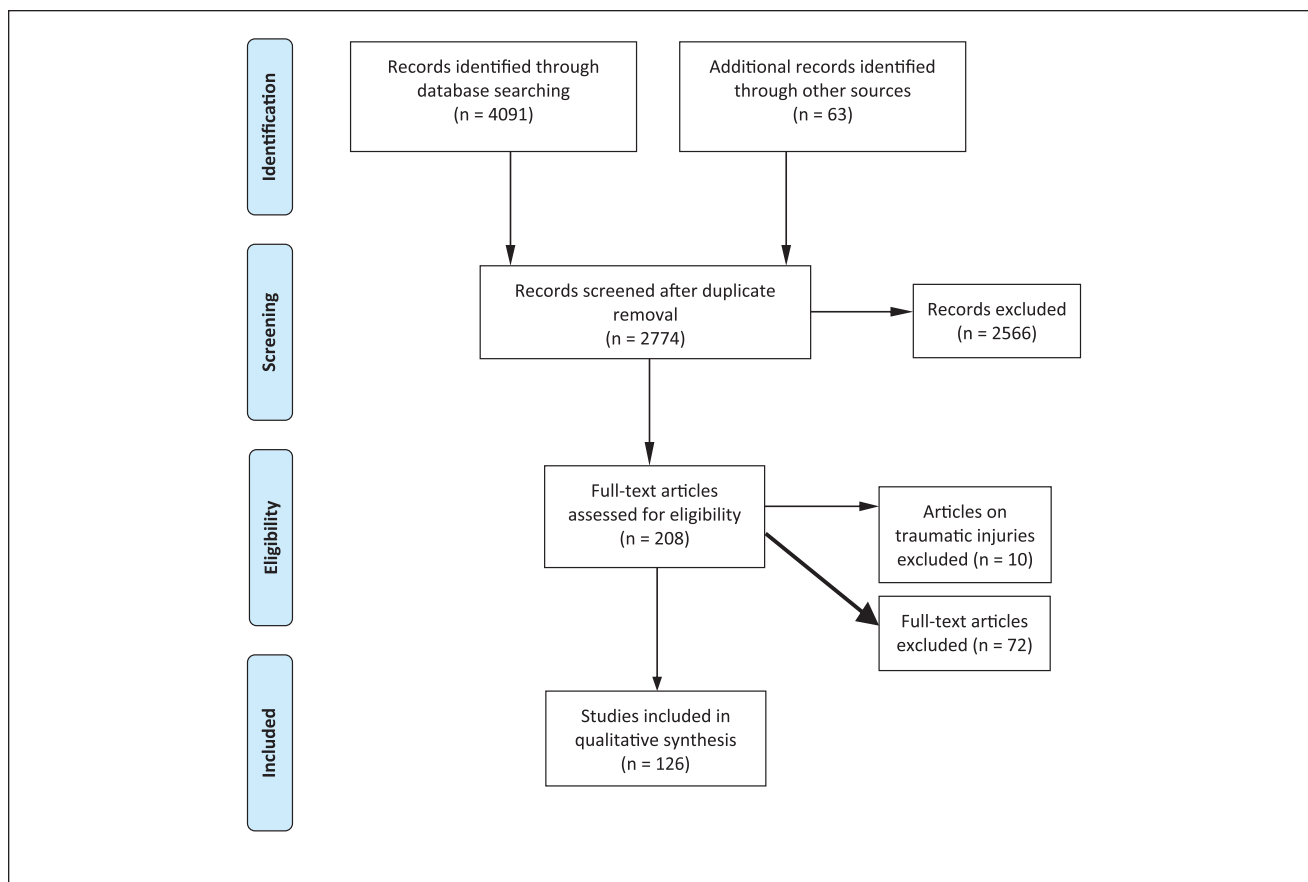 Identification
Records identified through
database searching
(n = 4091)
Additional records identified
through other sources
(n = 63)
Screening
Records screened after duplicate
removal
(n = 2774)
Records excluded
(n = 2566)
Eligibility
Full-text articles
assessed for eligibility
(n = 208)
Articles on
traumatic injuries
excluded (n = 10)
Full-text articles
excluded (n = 72)
Included
Studies included in
qualitative synthesis
(n = 126)